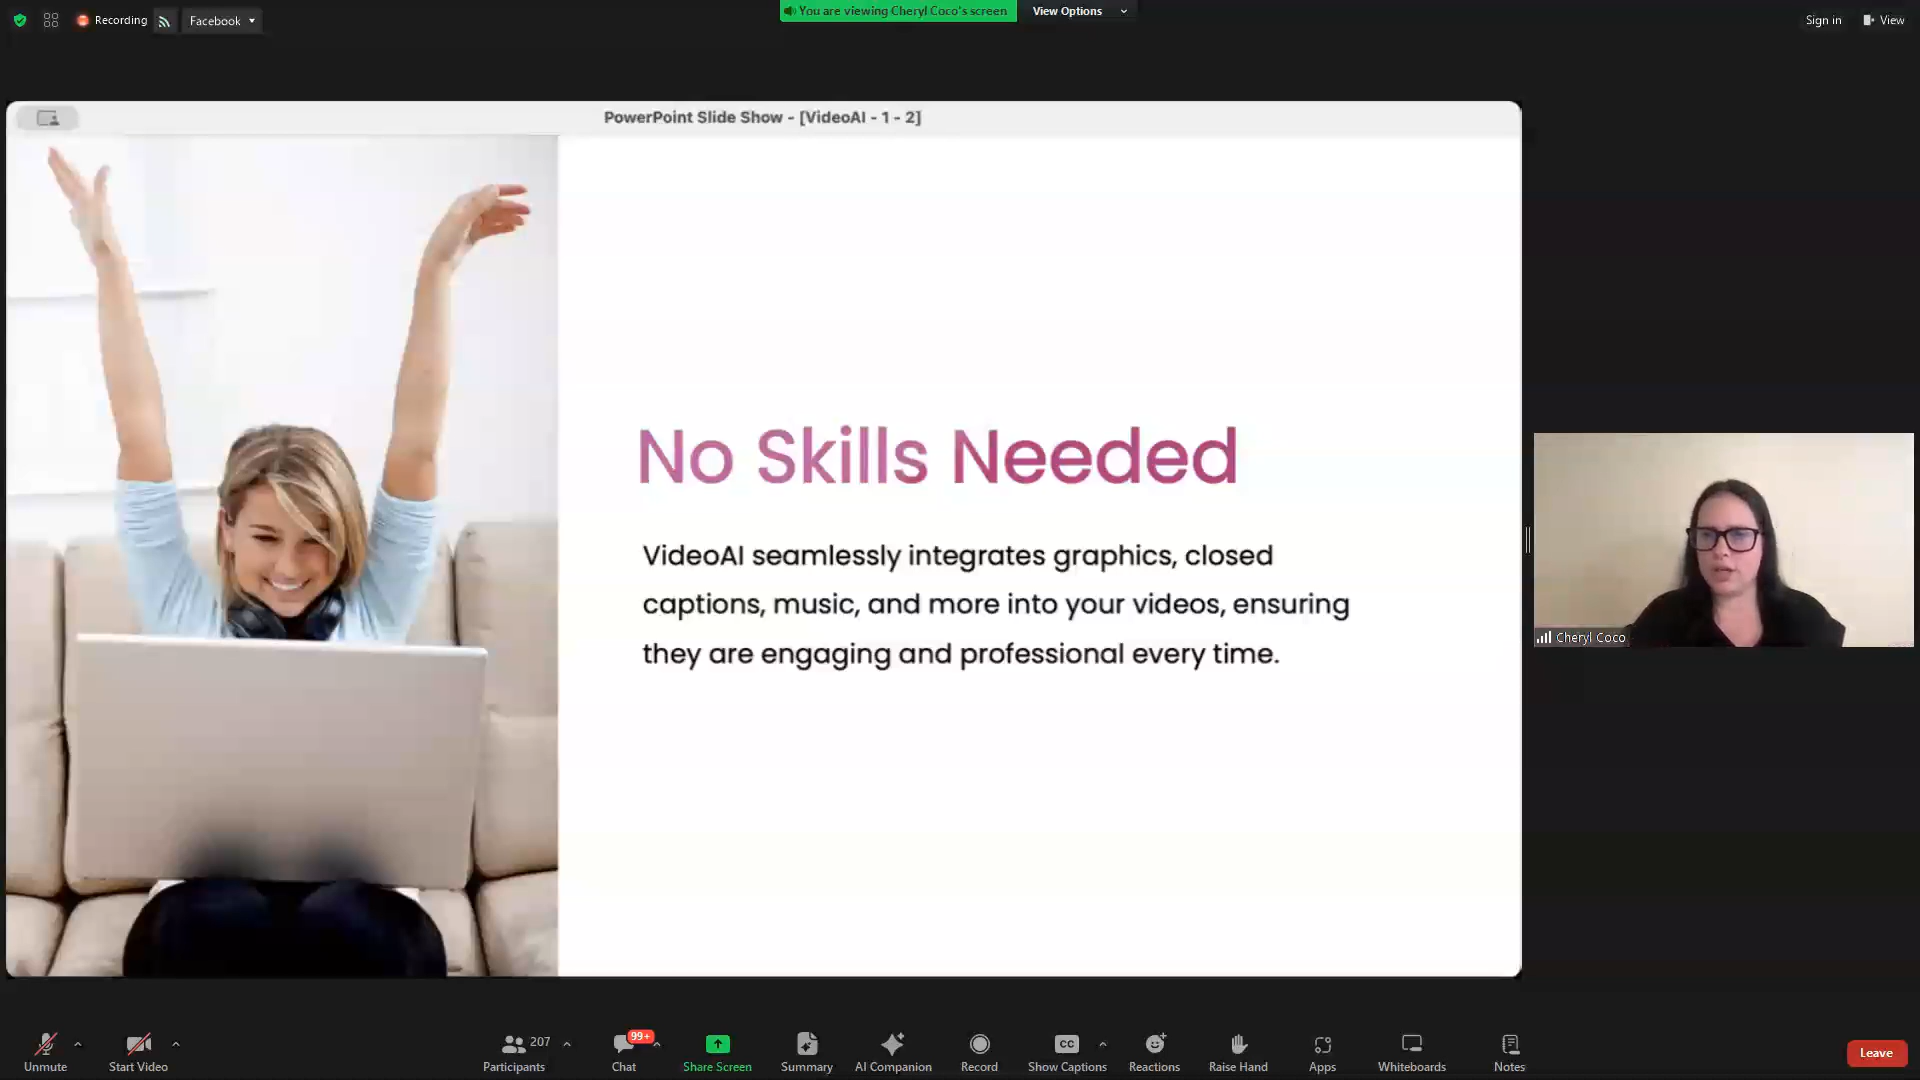 Recording
Facebook
You are viewing Cheryl Coco's screen
View Options
Sign in
View
PowerPoint Slide Show - [VideoAI - 1 - 2]
No Skills Needed
VideoAI seamlessly integrates graphics, closed
captions, music, and more into your videos, ensuring
they are engaging and professional every time.
Cheryl Coco
Unmute
Start Video
207
Participants
99+
Chat
Share Screen
Summary
AI Companion
Record
CC
Show Captions
Reactions
Raise Hand
Apps
Whiteboards
Notes
Leave